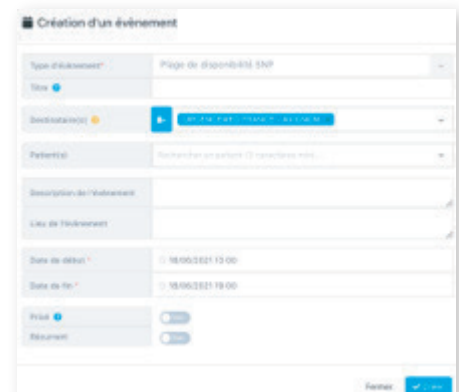 Création d'un évènement
Type d'évènement* Plage de disponibilité SNP
Titre
Destinataire(s)
Patient(s) Rechercher un patient (3 caractères mini...
Description de l'évènement
Lieu de l'évènement
Date de début * 18/06/2021 13:00
Date de fin * 18/06/2021 19:00
Privé
Récurrent
Fermer